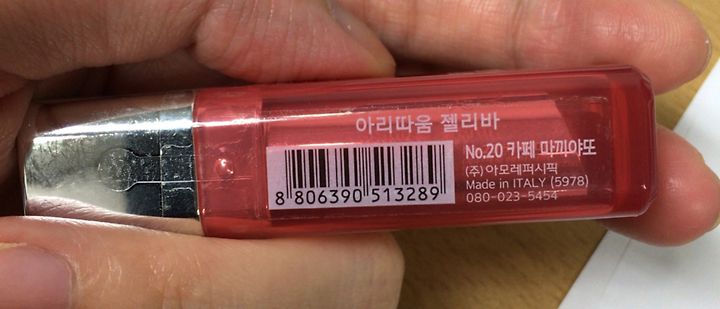 아리따움 젤리바
No.20 카페 마끼야또
(주)아모레퍼시픽
Made in ITALY (5978)
080-023-5454
8 806390 513289